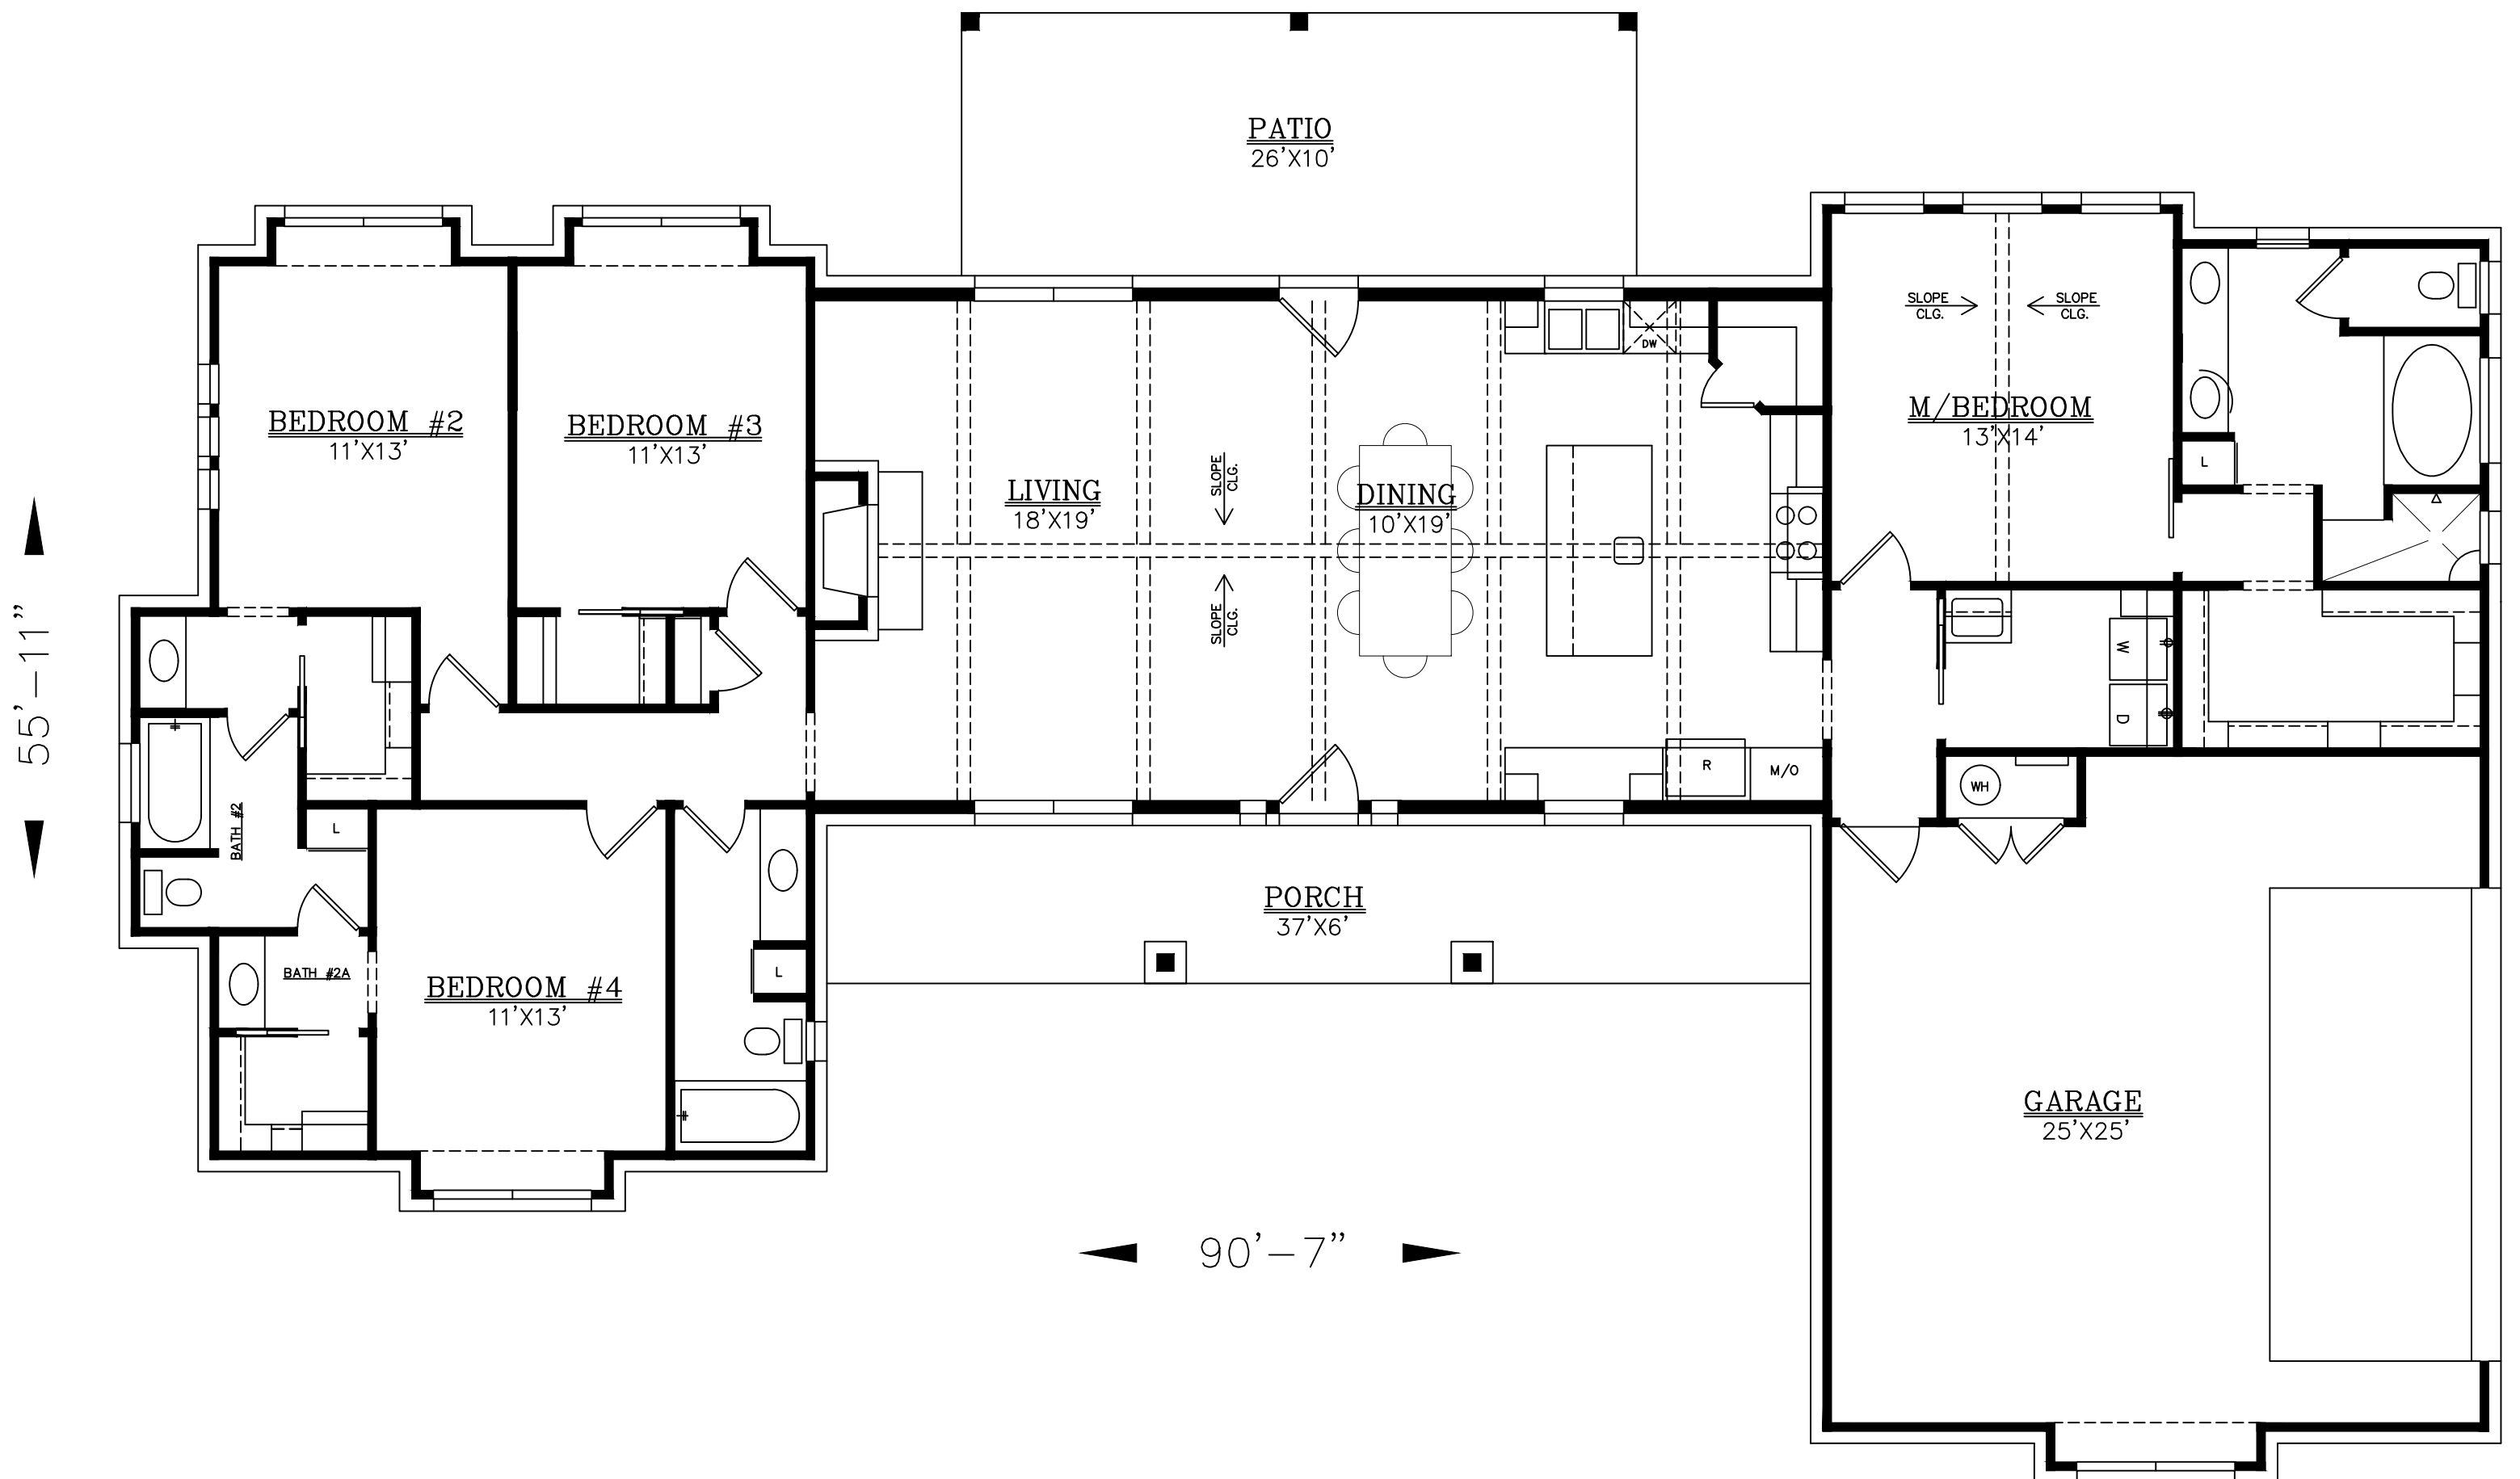 PATIO
26'X10'
SLOPE
CLG.
SLOPE
CLG.
DW
BEDROOM #2
11'X13'
BEDROOM #3
11'X13'
M/BEDROOM
13'X14'
L
SLOPE
CLG.
LIVING
18'X19'
DINING
10'X19'
SLOPE
CLG.
55'-11"
W
D
R
M/O
WH
BATH #2
L
PORCH
37'X6'
BATH #2A
L
BEDROOM #4
11'X13'
GARAGE
25'X25'
90'-7"